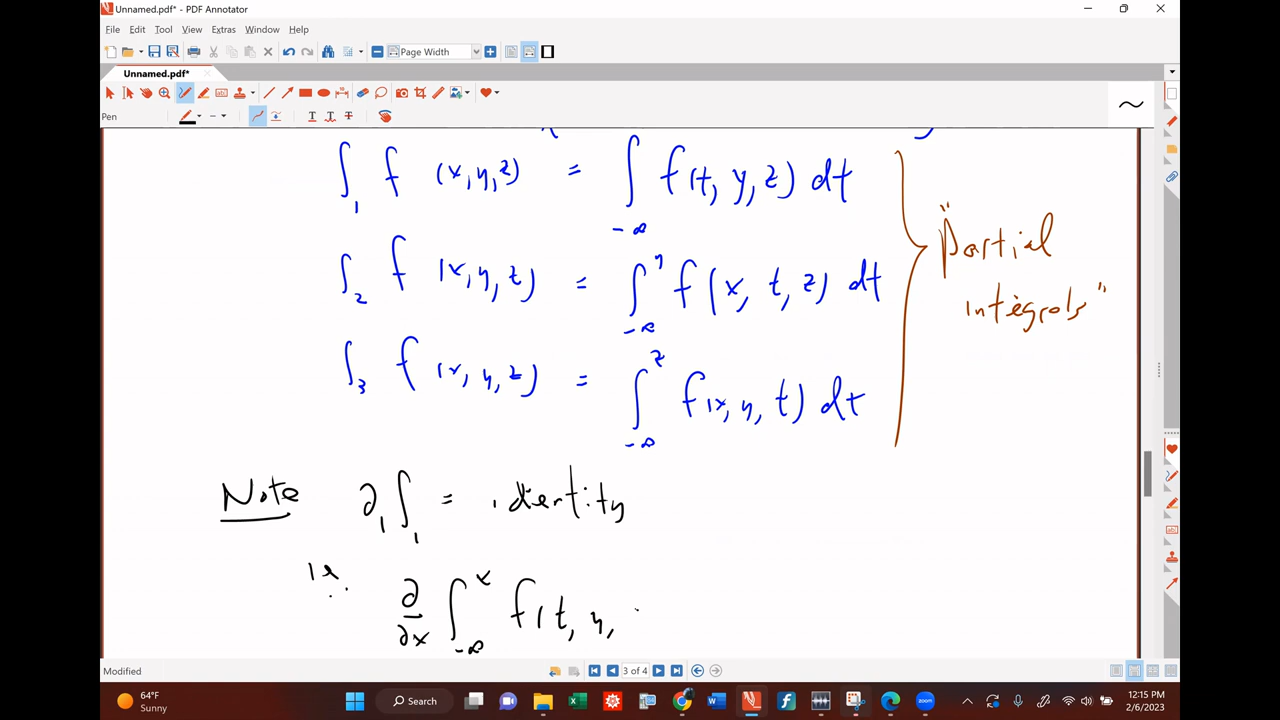 Unnamed.pdf* - PDF Annotator
File Edit Tool View Extras Window Help
Page Width
Unnamed.pdf*
Pen
∫₁ f (x,y,z) = ∫_{-∞} f(t, y, z) dt
∫₂ f (x,y,z) = ∫_{-∞}^{y} f(x, t, z) dt
∫₃ f (x,y,z) = ∫_{-∞}^{z} f(x, y, t) dt
"Partial
integrals"
Note ∂₁ ∫₁ = identity
ie.
∂/∂x ∫_{-∞}^{x} f(t, y,
Modified
3 of 4
64°F
Sunny
Search
12:15 PM
2/6/2023